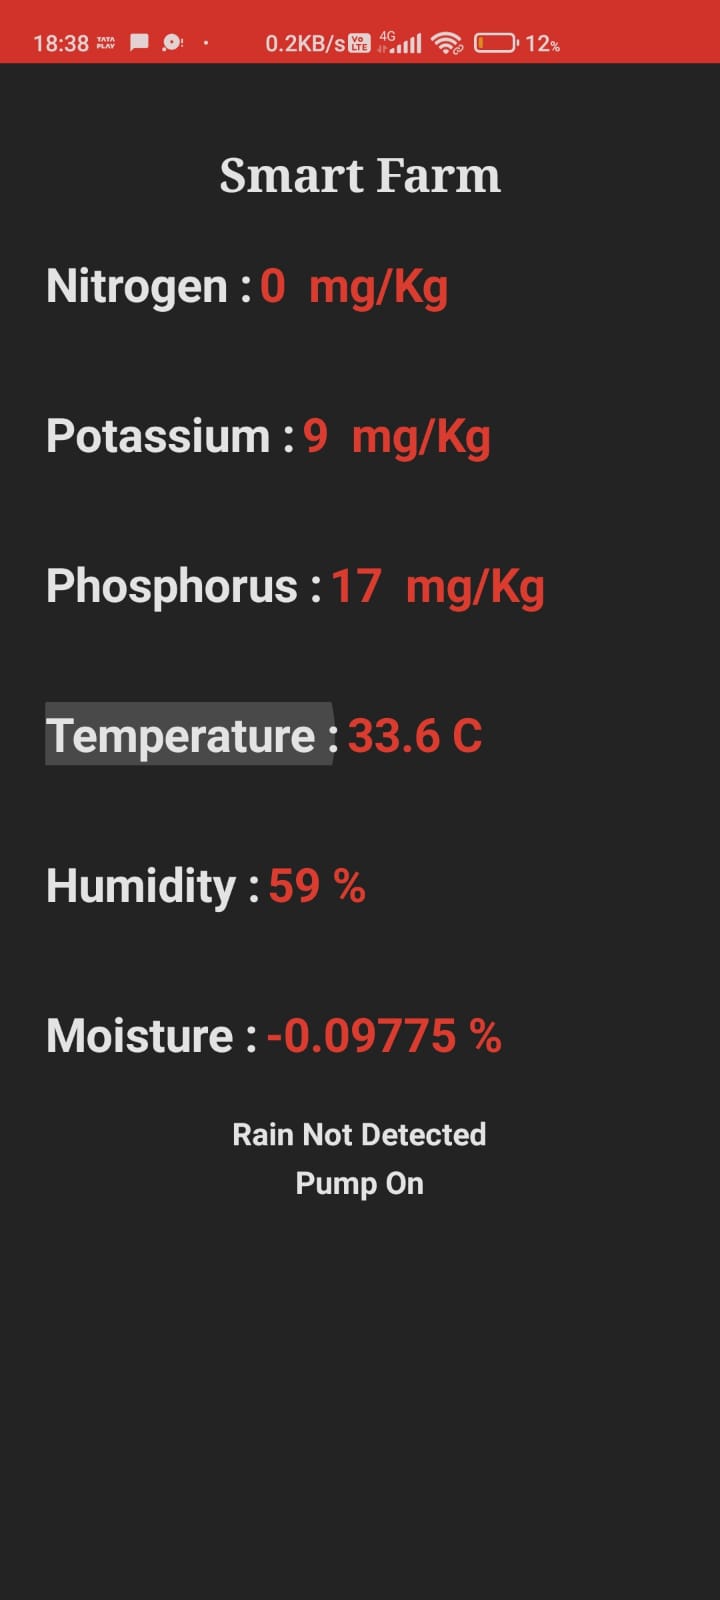 18:38 TATA PLAY 0.2KB/s Vo LTE 4G 12%
Smart Farm
Nitrogen : 0 mg/Kg
Potassium : 9 mg/Kg
Phosphorus : 17 mg/Kg
Temperature : 33.6 C
Humidity : 59 %
Moisture : -0.09775 %
Rain Not Detected
Pump On